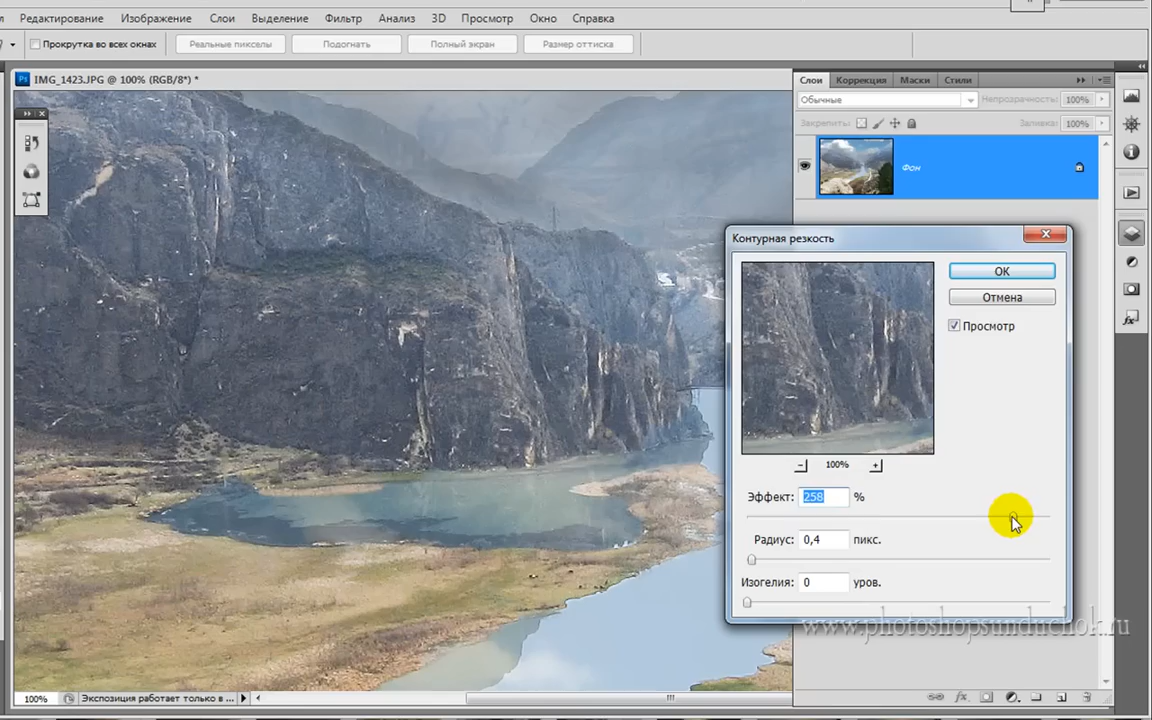 Редактирование Изображение Слои Выделение Фильтр Анализ 3D Просмотр Окно Справка
Прокрутка во всех окнах Реальные пикселы Подогнать Полный экран Размер оттиска
Ps IMG_1423.JPG @ 100% (RGB/8*) *
Слои Коррекция Маски Стили
Обычные Непрозрачность: 100%
Закрепить: Заливка: 100%
Фон
Контурная резкость
OK
Отмена
Просмотр
100%
Эффект: 258 %
Радиус: 0,4 пикс.
Изогелия: 0 уров.
www.photoshopsunduchok.ru
100% Экспозиция работает только в ...